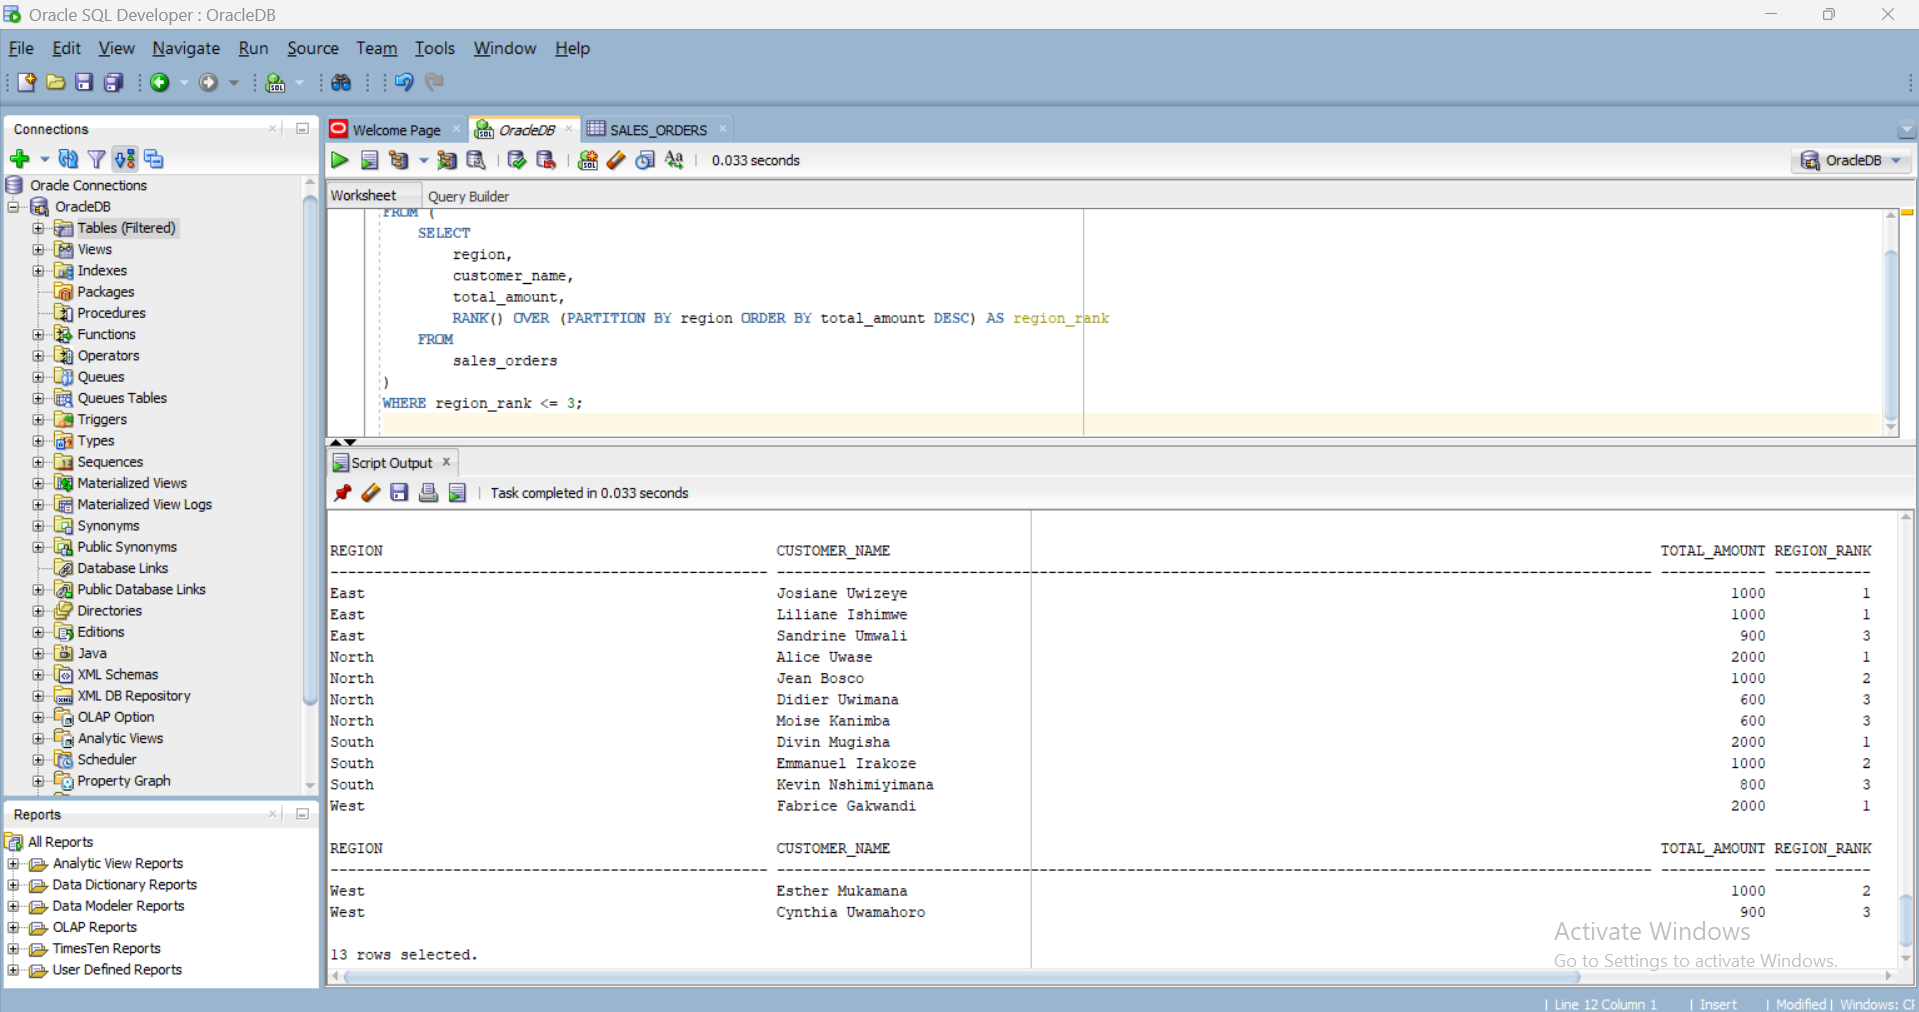 Oracle SQL Developer : OracleDB
File Edit View Navigate Run Source Team Tools Window Help
Connections
Oracle Connections
OracleDB
Tables (Filtered)
Views
Indexes
Packages
Procedures
Functions
Operators
Queues
Queues Tables
Triggers
Types
Sequences
Materialized Views
Materialized View Logs
Synonyms
Public Synonyms
Database Links
Public Database Links
Directories
Editions
Java
XML Schemas
XML DB Repository
OLAP Option
Analytic Views
Scheduler
Property Graph
Reports
All Reports
Analytic View Reports
Data Dictionary Reports
Data Modeler Reports
OLAP Reports
TimesTen Reports
User Defined Reports
Welcome Page OracleDB SALES_ORDERS
0.033 seconds OracleDB
Worksheet Query Builder
FROM (
SELECT
region,
customer_name,
total_amount,
RANK() OVER (PARTITION BY region ORDER BY total_amount DESC) AS region_rank
FROM
sales_orders
)
WHERE region_rank <= 3;
Script Output
Task completed in 0.033 seconds
REGION CUSTOMER_NAME TOTAL_AMOUNT REGION_RANK
East Josiane Uwizeye 1000 1
East Liliane Ishimwe 1000 1
East Sandrine Umwali 900 3
North Alice Uwase 2000 1
North Jean Bosco 1000 2
North Didier Uwimana 600 3
North Moise Kanimba 600 3
South Divin Mugisha 2000 1
South Emmanuel Irakoze 1000 2
South Kevin Nshimiyimana 800 3
West Fabrice Gakwandi 2000 1
REGION CUSTOMER_NAME TOTAL_AMOUNT REGION_RANK
West Esther Mukamana 1000 2
West Cynthia Uwamahoro 900 3
13 rows selected.
Activate Windows
Go to Settings to activate Windows.
Line 12 Column 1 Insert Modified Windows: